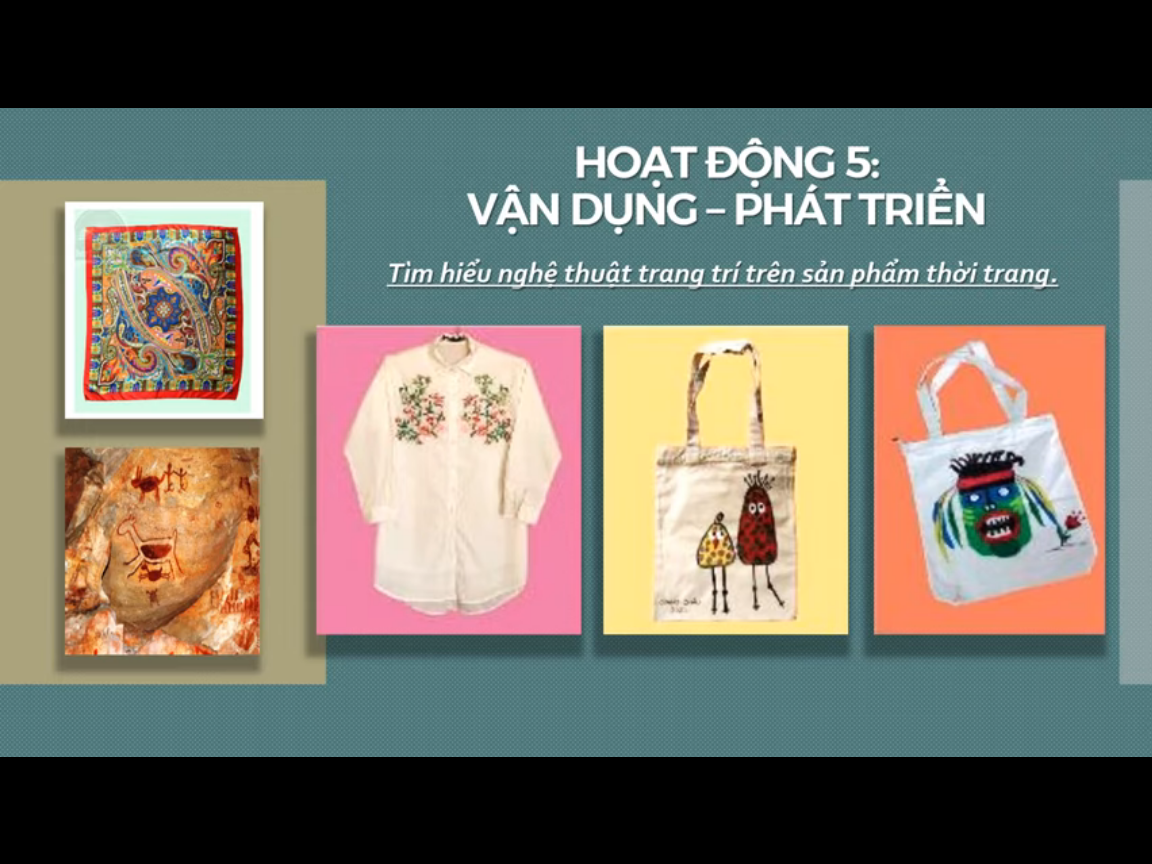 HOẠT ĐỘNG 5:
VẬN DỤNG – PHÁT TRIỂN
Tìm hiểu nghệ thuật trang trí trên sản phẩm thời trang.